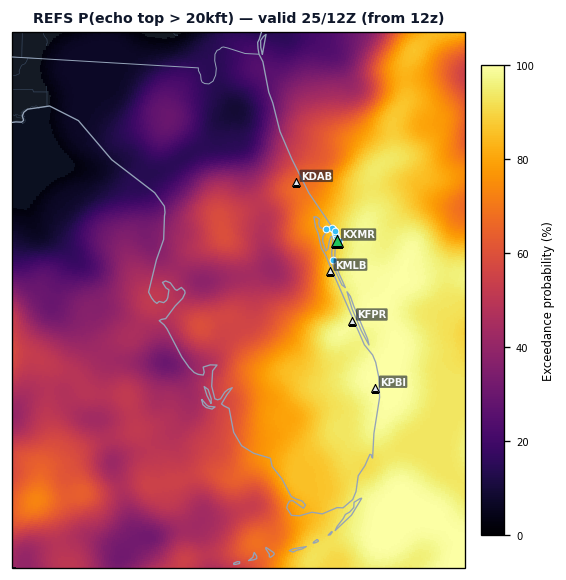 REFS P(echo top > 20kft) — valid 25/12Z (from 12z)
KDAB
KXMR
KMLB
KFPR
KPBI
100
80
60
40
20
0
Exceedance probability (%)